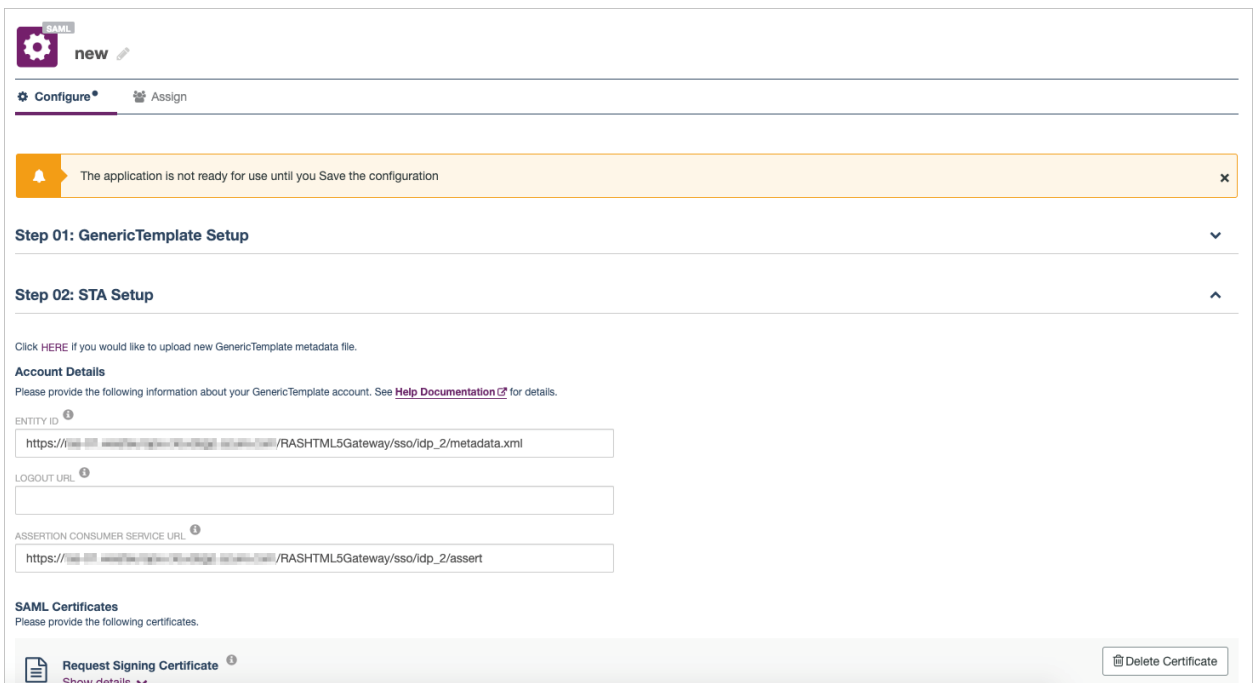 SAML
new
Configure
Assign
The application is not ready for use until you Save the configuration
Step 01: GenericTemplate Setup
Step 02: STA Setup
Click HERE if you would like to upload new GenericTemplate metadata file.
Account Details
Please provide the following information about your GenericTemplate account. See Help Documentation for details.
ENTITY ID
https:// /RASHTML5Gateway/sso/idp_2/metadata.xml
LOGOUT URL
ASSERTION CONSUMER SERVICE URL
https:// /RASHTML5Gateway/sso/idp_2/assert
SAML Certificates
Please provide the following certificates.
Request Signing Certificate
Delete Certificate
Show details